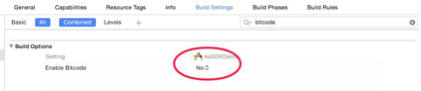 General Capabilities Resource Tags Info Build Settings Build Phases Build Rules
Basic All Combined Levels + bitcode
Build Options
Setting AsSDKDemo
Enable Bitcode No